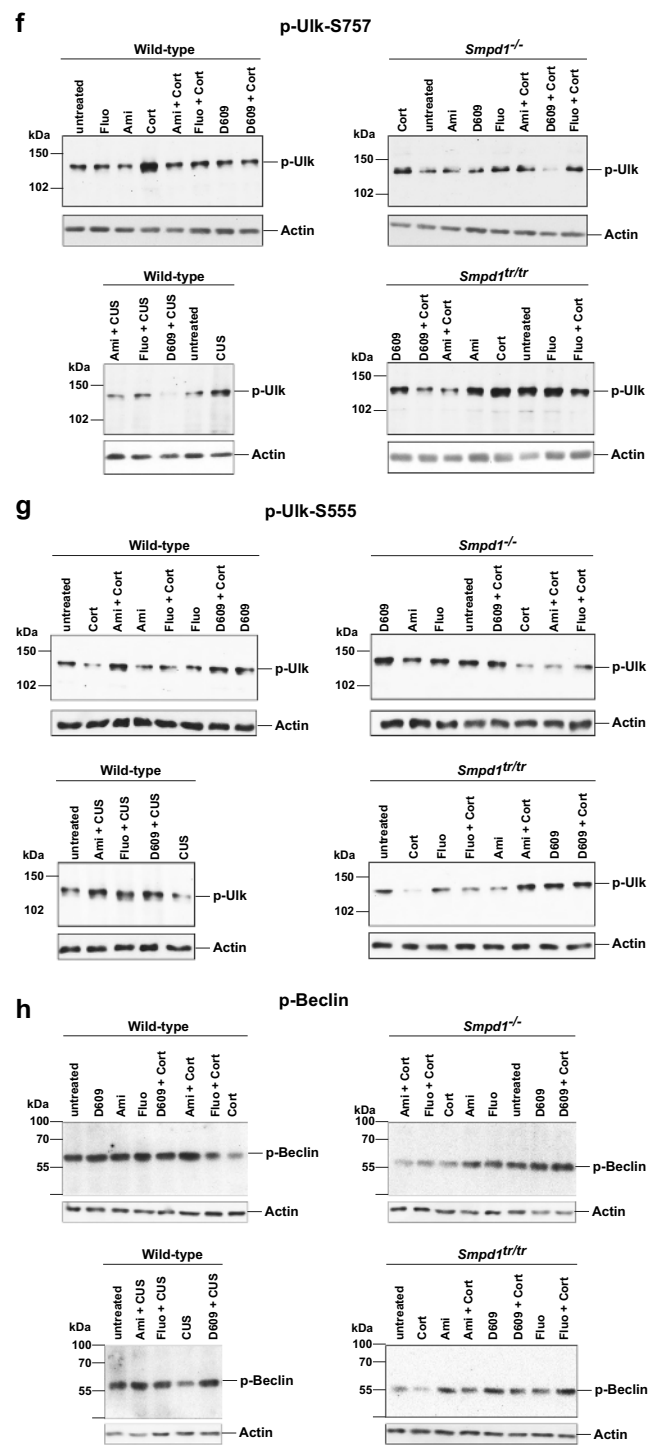 f
p-Ulk-S757
Wild-type
untreated
Fluo
Ami
Cort
Ami + Cort
Fluo + Cort
D609
D609 + Cort
kDa
150
102
p-Ulk
Actin
Smpd1-/-
Cort
untreated
Ami
D609
Fluo
Ami + Cort
D609 + Cort
Fluo + Cort
kDa
150
102
p-Ulk
Actin
Wild-type
Ami + CUS
Fluo + CUS
D609 + CUS
untreated
CUS
kDa
150
102
p-Ulk
Actin
Smpd1tr/tr
D609
D609 + Cort
Ami + Cort
Ami
Cort
untreated
Fluo
Fluo + Cort
kDa
150
102
p-Ulk
Actin
g
p-Ulk-S555
Wild-type
untreated
Cort
Ami + Cort
Ami
Fluo + Cort
Fluo
D609 + Cort
D609
kDa
150
102
p-Ulk
Actin
Smpd1-/-
D609
Ami
Fluo
untreated
D609 + Cort
Cort
Ami + Cort
Fluo + Cort
kDa
150
102
p-Ulk
Actin
Wild-type
untreated
Ami + CUS
Fluo + CUS
D609 + CUS
CUS
kDa
150
102
p-Ulk
Actin
Smpd1tr/tr
untreated
Cort
Fluo
Fluo + Cort
Ami
Ami + Cort
D609
D609 + Cort
kDa
150
102
p-Ulk
Actin
h
p-Beclin
Wild-type
untreated
D609
Ami
Fluo
D609 + Cort
Ami + Cort
Fluo + Cort
Cort
kDa
100
70
55
p-Beclin
Actin
Smpd1-/-
Ami + Cort
Fluo + Cort
Cort
Ami
Fluo
untreated
D609
D609 + Cort
kDa
100
70
55
p-Beclin
Actin
Wild-type
untreated
Ami + CUS
Fluo + CUS
CUS
D609 + CUS
kDa
100
70
55
p-Beclin
Actin
Smpd1tr/tr
untreated
Cort
Ami
Ami + Cort
D609
D609 + Cort
Fluo
Fluo + Cort
kDa
100
70
55
p-Beclin
Actin